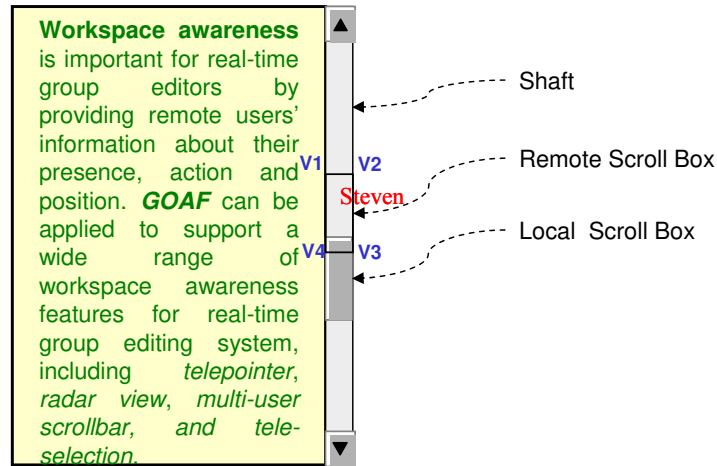 Workspace awareness
is important for real-time
group editors by
providing remote users'
information about their
presence, action and
position. GOAF can be
applied to support a
wide range of
workspace awareness
features for real-time
group editing system,
including telepointer,
radar view, multi-user
scrollbar, and tele-
selection.
V1
V2
Steven
V4
V3
Shaft
Remote Scroll Box
Local Scroll Box